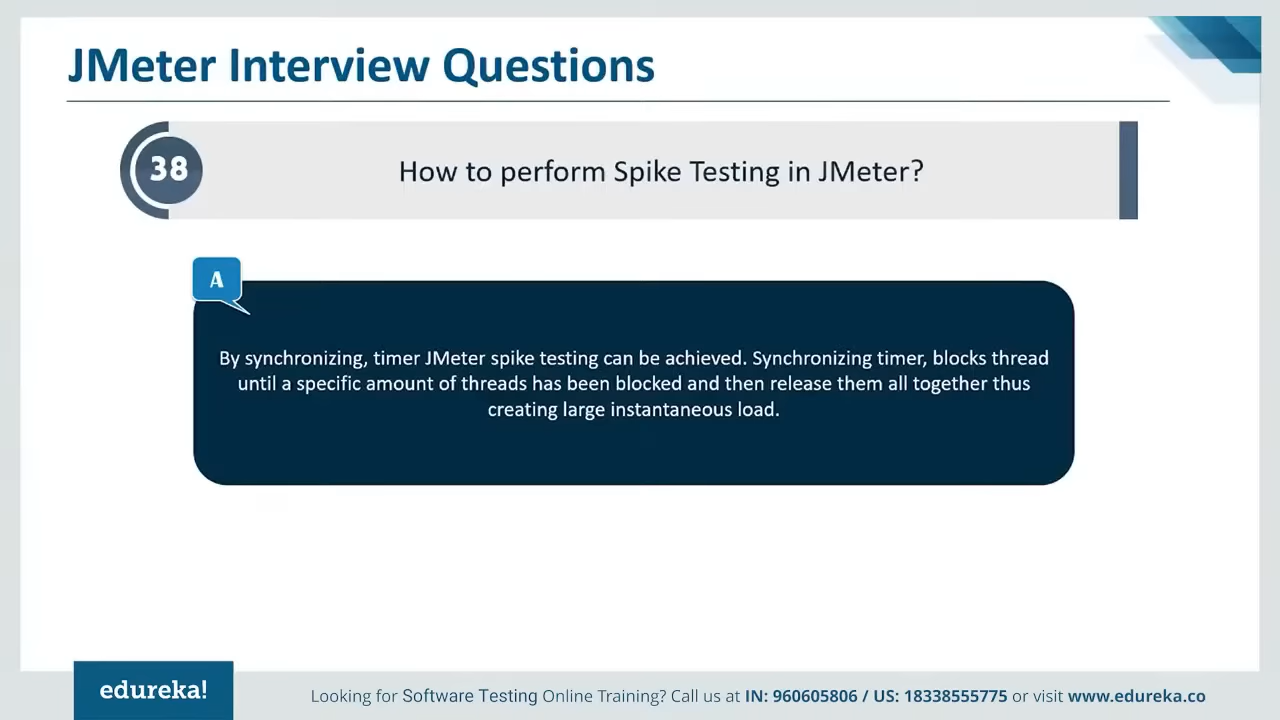 JMeter Interview Questions
38
How to perform Spike Testing in JMeter?
A
By synchronizing, timer JMeter spike testing can be achieved. Synchronizing timer, blocks thread
until a specific amount of threads has been blocked and then release them all together thus
creating large instantaneous load.
edureka!
Looking for Software Testing Online Training? Call us at IN: 960605806 / US: 18338555775 or visit www.edureka.co